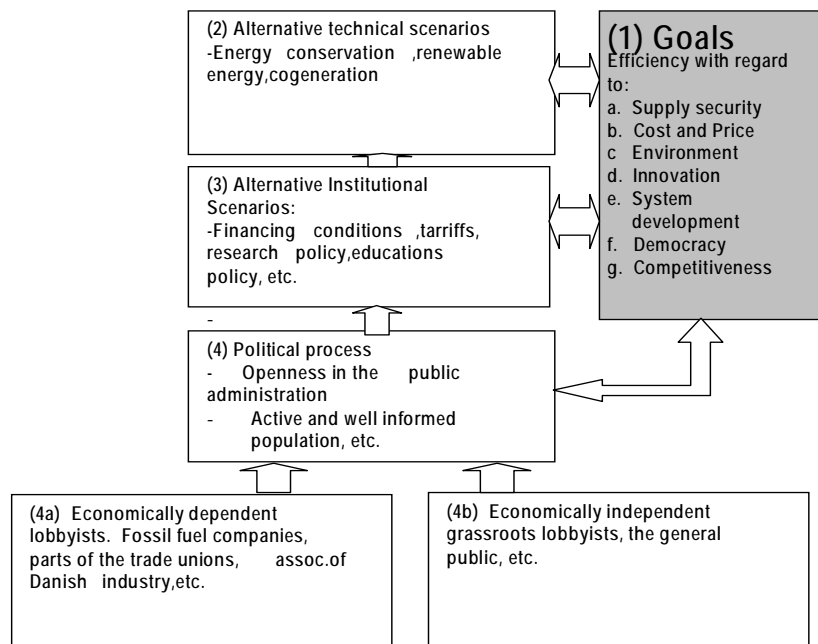 (2) Alternative technical scenarios
-Energy conservation ,renewable
energy,cogeneration
(1) Goals
Efficiency with regard
to:
a. Supply security
b. Cost and Price
c Environment
d. Innovation
e. System
development
f. Democracy
g. Competitiveness
(3) Alternative Institutional
Scenarios:
-Financing conditions ,tarriffs,
research policy,educations
policy, etc.
-
(4) Political process
- Openness in the public
administration
- Active and well informed
population, etc.
(4a) Economically dependent
lobbyists. Fossil fuel companies,
parts of the trade unions, assoc.of
Danish industry,etc.
(4b) Economically independent
grassroots lobbyists, the general
public, etc.